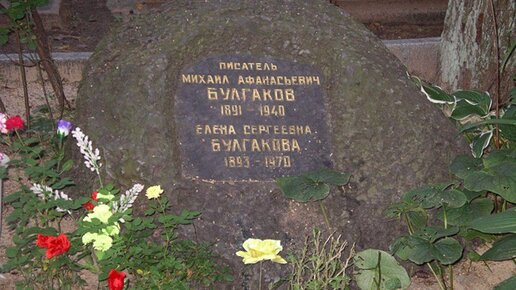 ПИСАТЕЛЬ
МИХАИЛ АФАНАСЬЕВИЧ
БУЛГАКОВ
1891 - 1940
ЕЛЕНА СЕРГЕЕВНА
БУЛГАКОВА
1893 - 1970